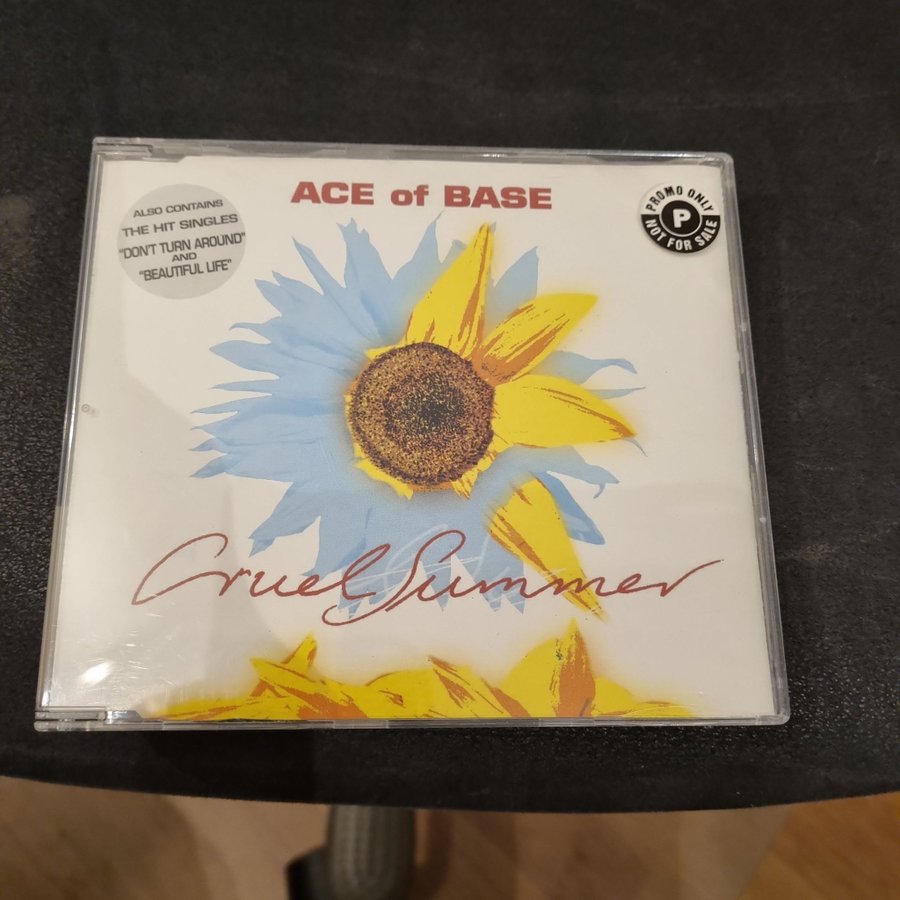 ACE of BASE
ALSO CONTAINS
THE HIT SINGLES
"DON'T TURN AROUND"
AND
"BEAUTIFUL LIFE"
PROMO ONLY
P
NOT FOR SALE
Cruel Summer